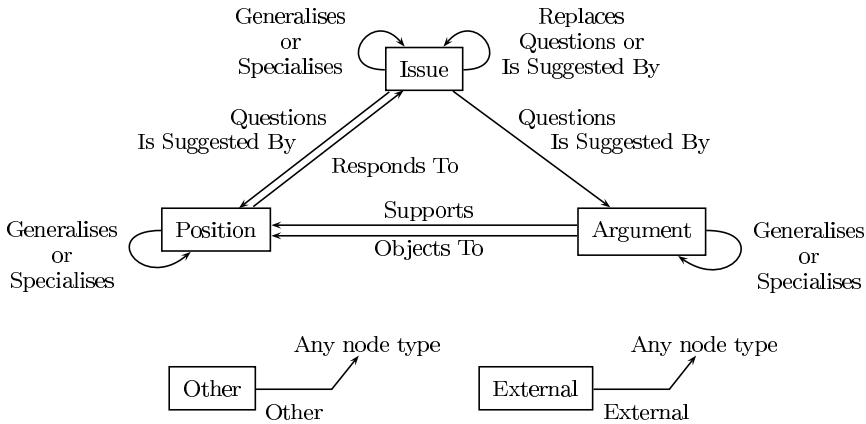 Generalises
or
Specialises
Replaces
Questions or
Is Suggested By
Issue
Questions
Is Suggested By
Questions
Is Suggested By
Responds To
Generalises
or
Specialises
Position
Supports
Objects To
Argument
Generalises
or
Specialises
Any node type
Other
Other
Any node type
External
External